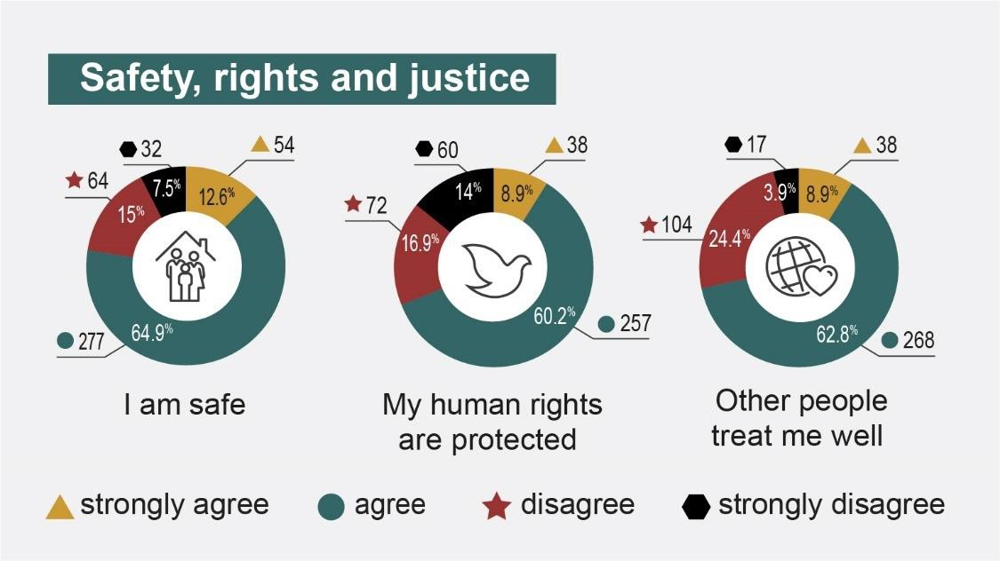 Safety, rights and justice
32
54
64
7.5%
12.6%
15%
64.9%
277
I am safe
60
38
72
14%
8.9%
16.9%
60.2%
257
My human rights
are protected
17
38
104
3.9%
8.9%
24.4%
62.8%
268
Other people
treat me well
strongly agree
agree
disagree
strongly disagree